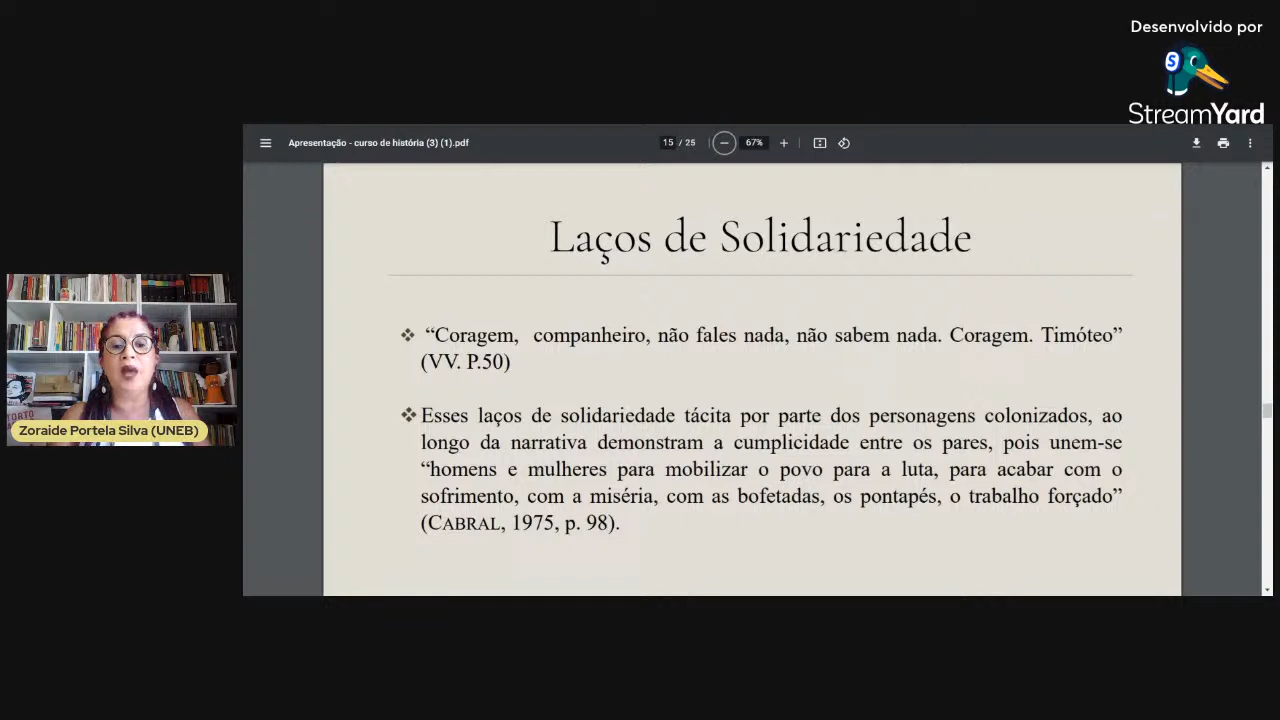 Desenvolvido por
StreamYard
Apresentação - curso de história (3) (1).pdf
15 / 25
67%
Laços de Solidariedade
❖ “Coragem, companheiro, não fales nada, não sabem nada. Coragem. Timóteo”
(VV. P.50)
❖ Esses laços de solidariedade tácita por parte dos personagens colonizados, ao
longo da narrativa demonstram a cumplicidade entre os pares, pois unem-se
“homens e mulheres para mobilizar o povo para a luta, para acabar com o
sofrimento, com a miséria, com as bofetadas, os pontapés, o trabalho forçado”
(CABRAL, 1975, p. 98).
TORTO
Zoraide Portela Silva (UNEB)